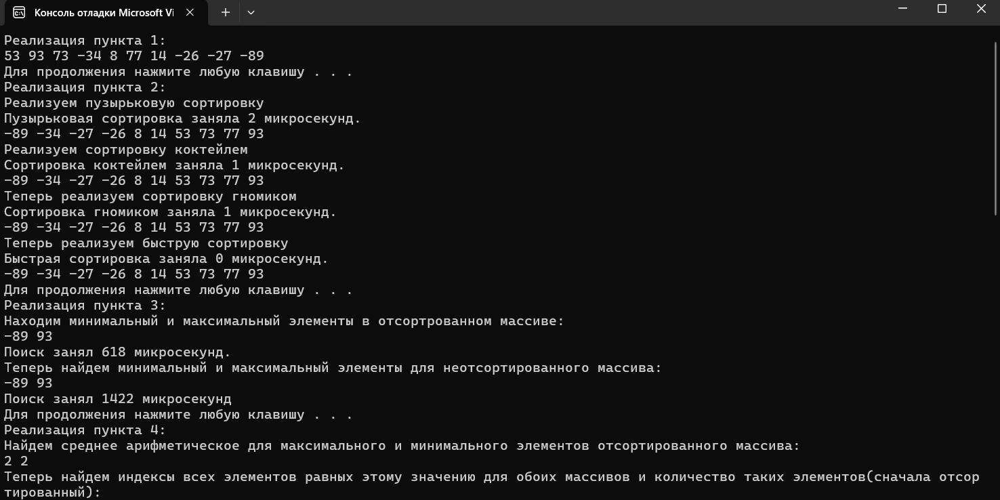 Консоль отладки Microsoft Vi
Реализация пункта 1:
53 93 73 -34 8 77 14 -26 -27 -89
Для продолжения нажмите любую клавишу . . .
Реализация пункта 2:
Реализуем пузырьковую сортировку
Пузырьковая сортировка заняла 2 микросекунд.
-89 -34 -27 -26 8 14 53 73 77 93
Реализуем сортировку коктейлем
Сортировка коктейлем заняла 1 микросекунд.
-89 -34 -27 -26 8 14 53 73 77 93
Теперь реализуем сортировку гномиком
Сортировка гномиком заняла 1 микросекунд.
-89 -34 -27 -26 8 14 53 73 77 93
Теперь реализуем быструю сортировку
Быстрая сортировка заняла 0 микросекунд.
-89 -34 -27 -26 8 14 53 73 77 93
Для продолжения нажмите любую клавишу . . .
Реализация пункта 3:
Находим минимальный и максимальный элементы в отсортрованном массиве:
-89 93
Поиск занял 618 микросекунд.
Теперь найдем минимальный и максимальный элементы для неотсортированного массива:
-89 93
Поиск занял 1422 микросекунд
Для продолжения нажмите любую клавишу . . .
Реализация пункта 4:
Найдем среднее арифметическое для максимального и минимального элементов отсортированного массива:
2 2
Теперь найдем индексы всех элементов равных этому значению для обоих массивов и количество таких элементов(сначала отсор
тированный):